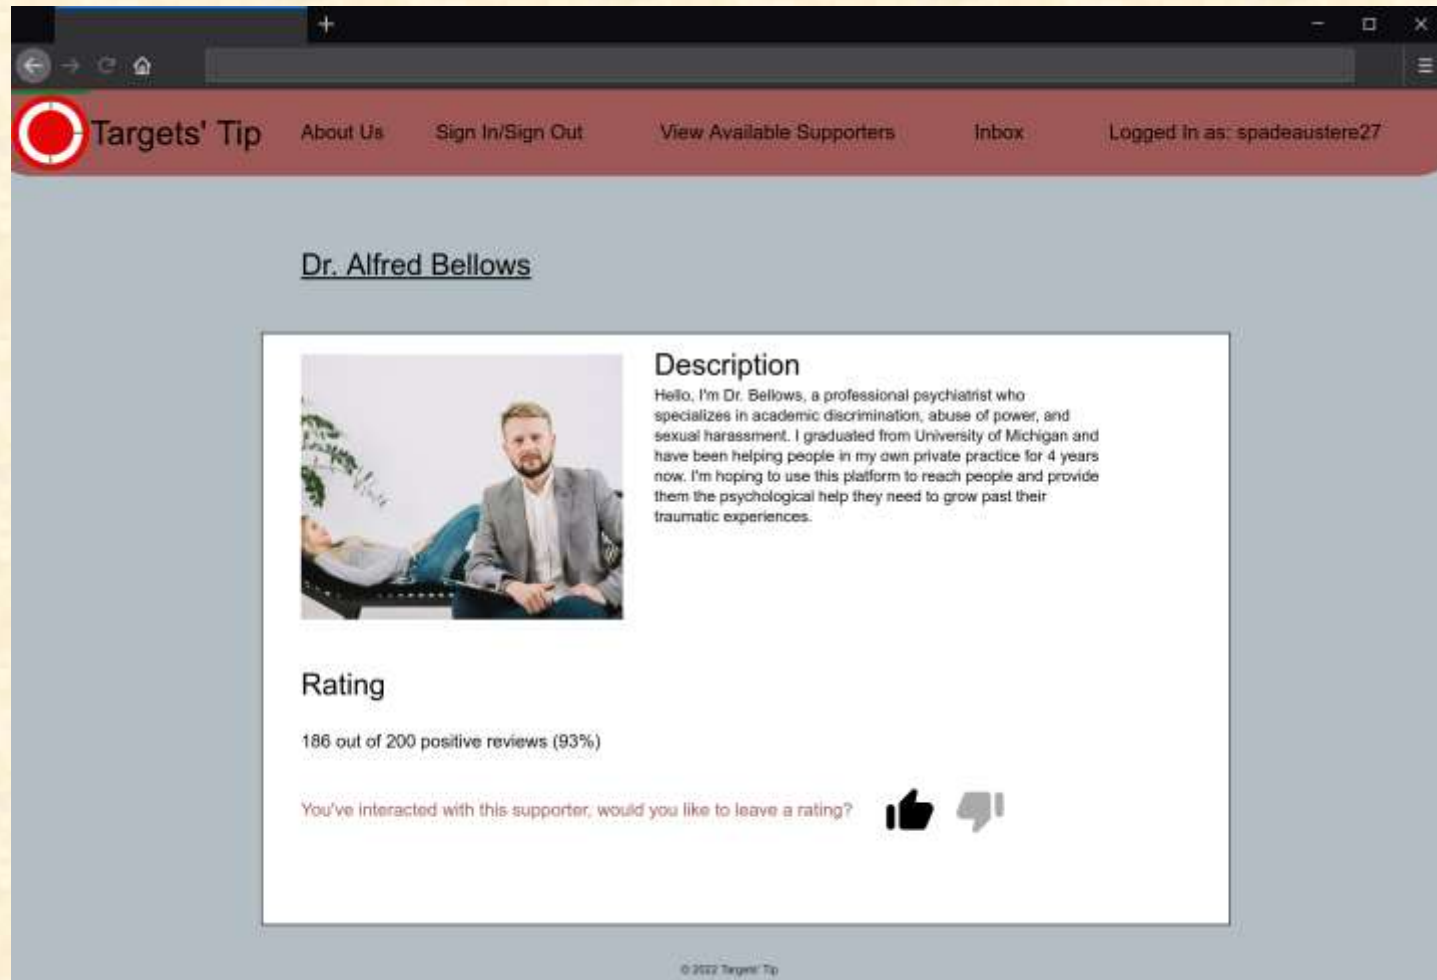 Targets' Tip
About Us
Sign In/Sign Out
View Available Supporters
Inbox
Logged In as: spadeaustere27
Dr. Alfred Bellows
Description
Hello, I'm Dr. Bellows, a professional psychiatrist who
specializes in academic discrimination, abuse of power, and
sexual harassment. I graduated from University of Michigan and
have been helping people in my own private practice for 4 years
now. I'm hoping to use this platform to reach people and provide
them the psychological help they need to grow past their
traumatic experiences.
Rating
186 out of 200 positive reviews (93%)
You've interacted with this supporter, would you like to leave a rating?
© 2022 Targets' Tip